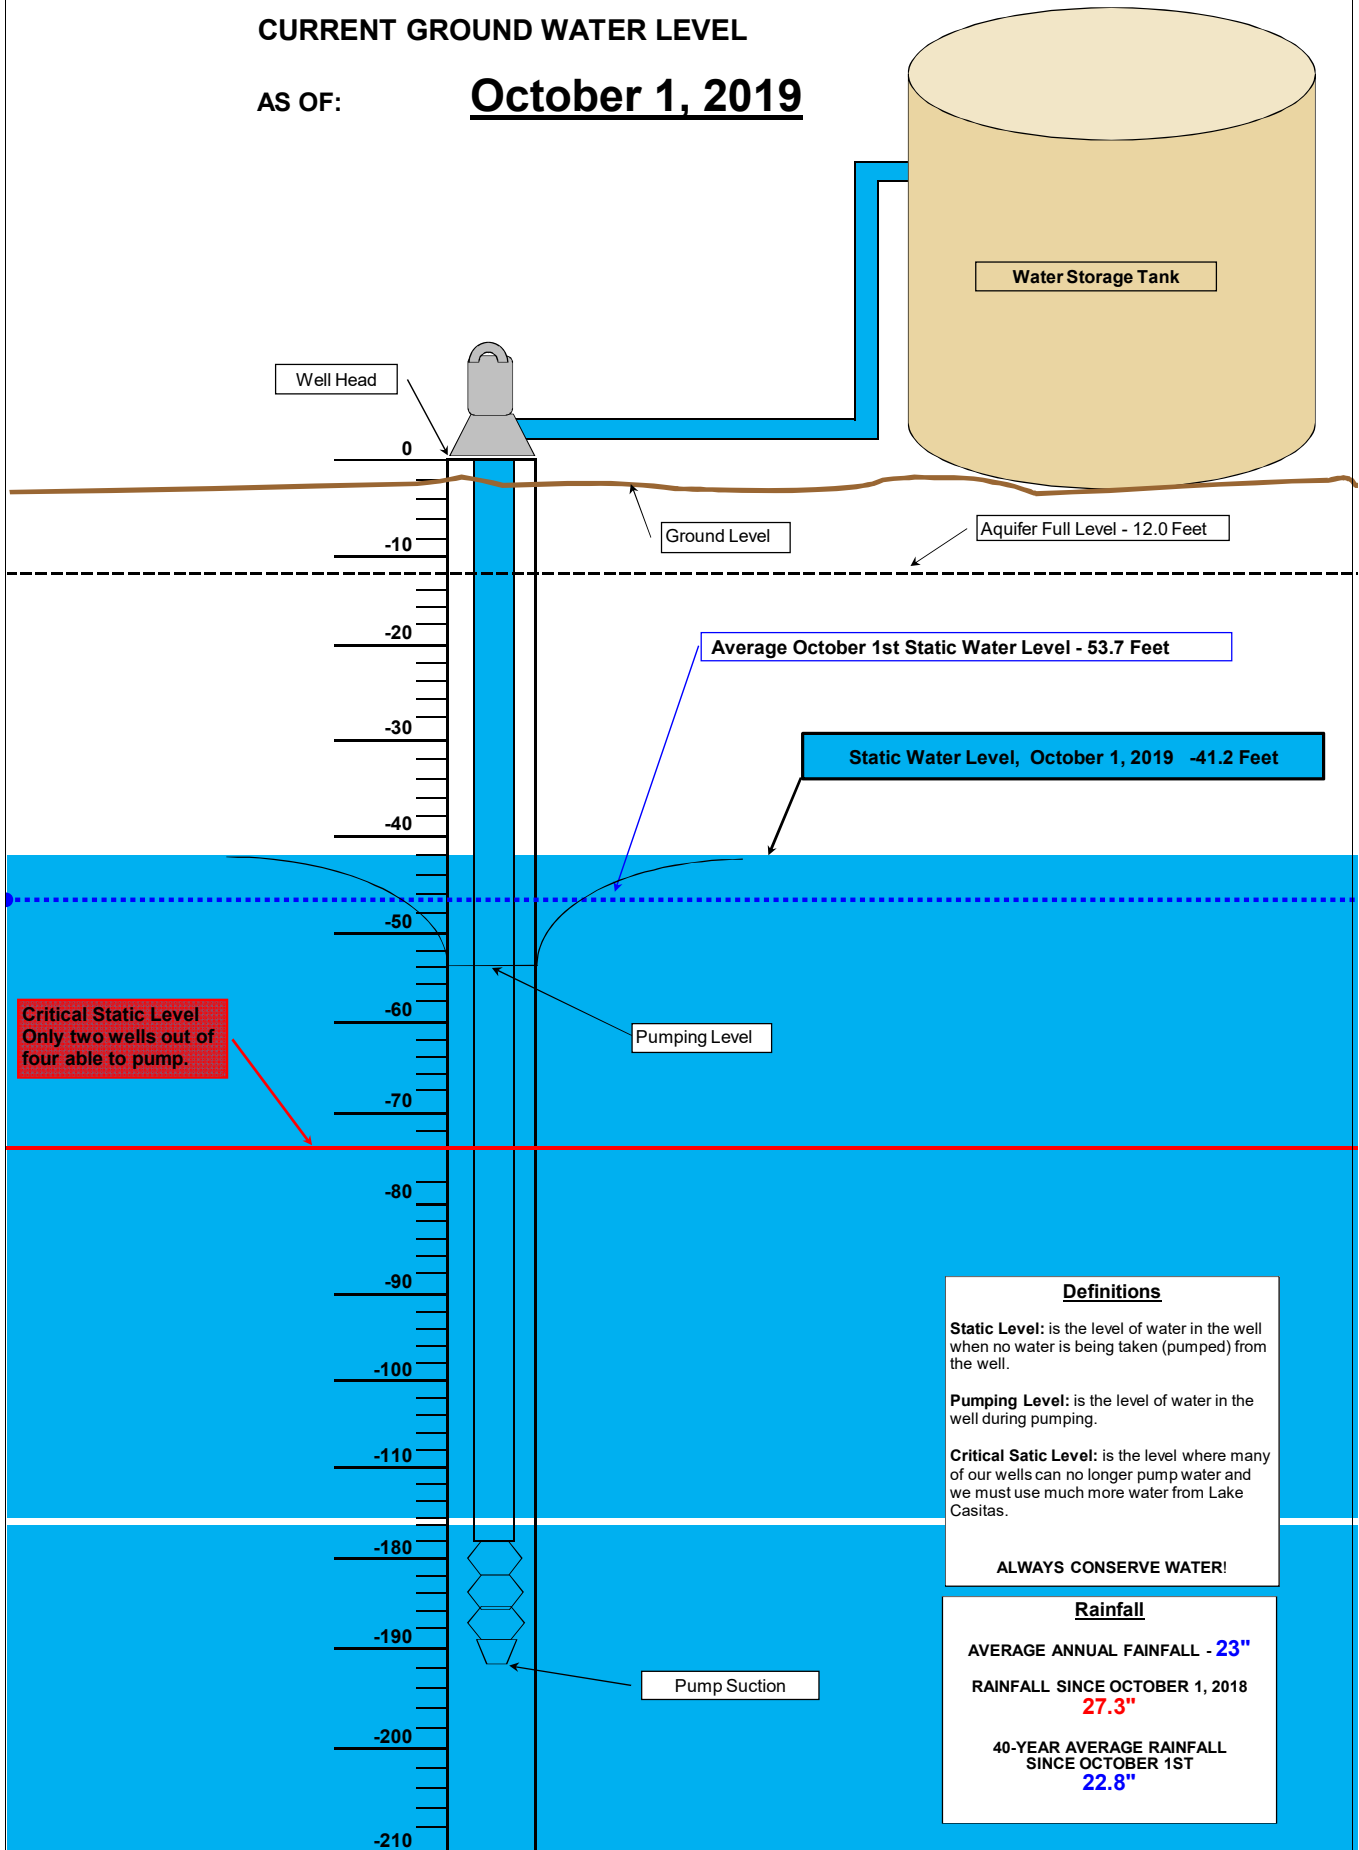 CURRENT GROUND WATER LEVEL
AS OF: October 1, 2019
Water Storage Tank
Well Head
0
Ground Level
Aquifer Full Level - 12.0 Feet
-10
-20
Average October 1st Static Water Level - 53.7 Feet
-30
Static Water Level, October 1, 2019 -41.2 Feet
-40
-50
Critical Static Level
Only two wells out of
four able to pump.
-60
Pumping Level
-70
-80
-90
-100
-110
-180
-190
Pump Suction
-200
-210
Definitions
Static Level: is the level of water in the well
when no water is being taken (pumped) from
the well.
Pumping Level: is the level of water in the
well during pumping.
Critical Satic Level: is the level where many
of our wells can no longer pump water and
we must use much more water from Lake
Casitas.
ALWAYS CONSERVE WATER!
Rainfall
AVERAGE ANNUAL FAINFALL - 23"
RAINFALL SINCE OCTOBER 1, 2018
27.3"
40-YEAR AVERAGE RAINFALL
SINCE OCTOBER 1ST
22.8"